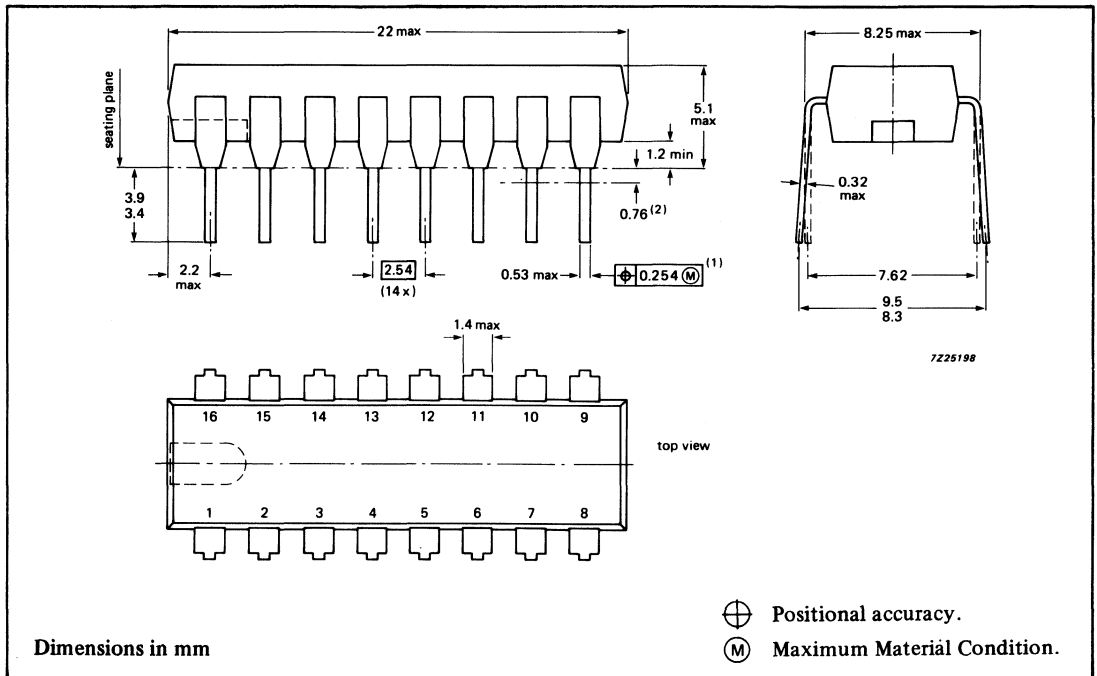 22 max
8.25 max
seating plane
5.1
max
1.2 min
3.9
3.4
0.76 (2)
0.32
max
2.2
max
2.54
(14 x)
0.53 max
0.254 M (1)
7.62
9.5
8.3
1.4 max
7Z25198
16 15 14 13 12 11 10 9
top view
1 2 3 4 5 6 7 8
Positional accuracy.
Dimensions in mm
M Maximum Material Condition.